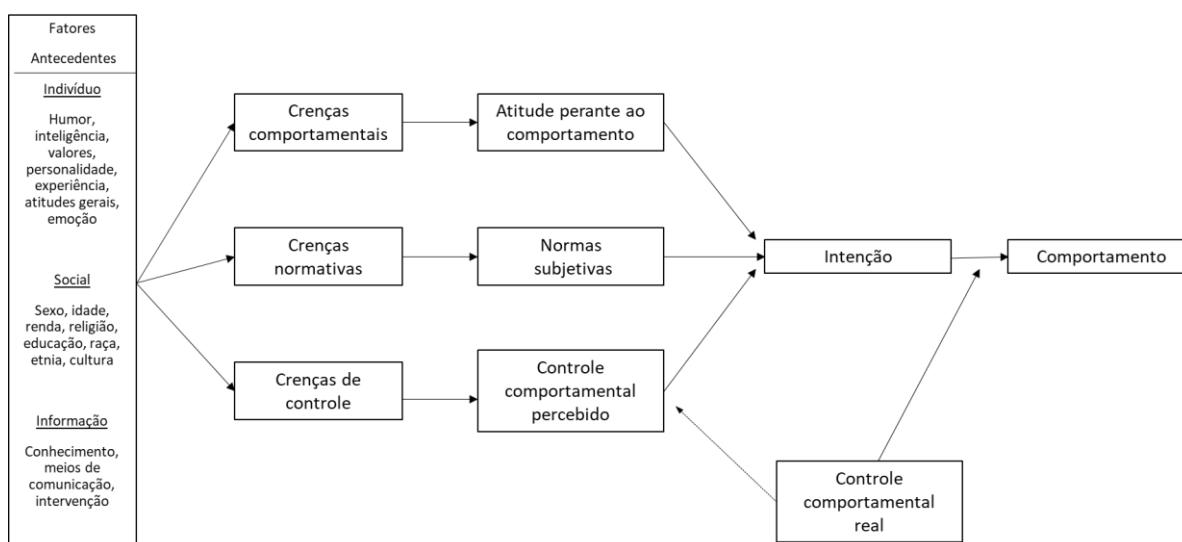 Fatores
Antecedentes
Indivíduo
Humor,
inteligência,
valores,
personalidade,
experiência,
atitudes gerais,
emoção
Social
Sexo, idade,
renda, religião,
educação, raça,
etnia, cultura
Informação
Conhecimento,
meios de
comunicação,
intervenção
Crenças
comportamentais
Atitude perante ao
comportamento
Crenças
normativas
Normas
subjetivas
Intenção
Comportamento
Crenças de
controle
Controle
comportamental
percebido
Controle
comportamental
real